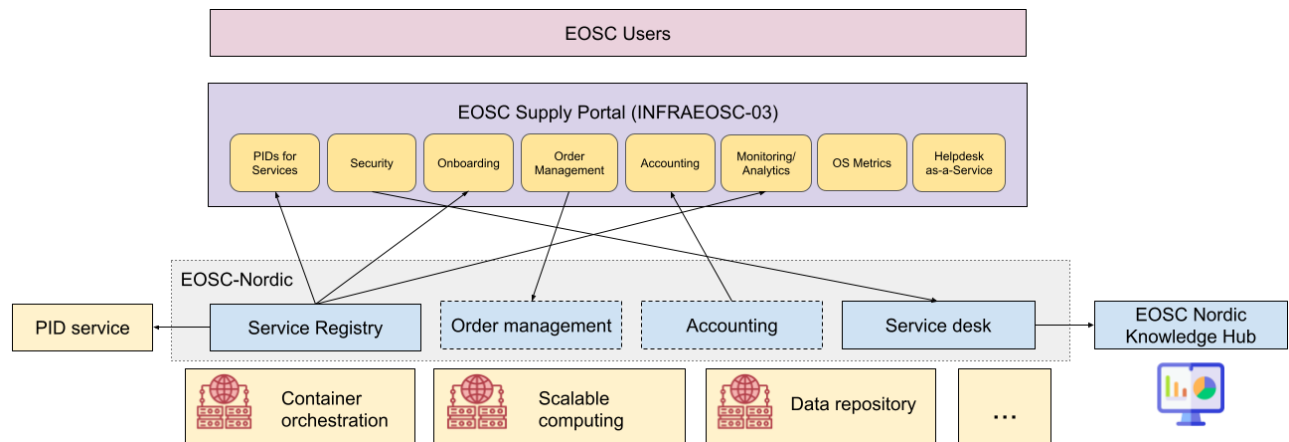 EOSC Users
EOSC Supply Portal (INFRAEOSC-03)
PIDs for
Services
Security
Onboarding
Order
Management
Accounting
Monitoring/
Analytics
OS Metrics
Helpdesk
as-a-Service
EOSC-Nordic
PID service
Service Registry
Order management
Accounting
Service desk
EOSC Nordic
Knowledge Hub
Container
orchestration
Scalable
computing
Data repository
...